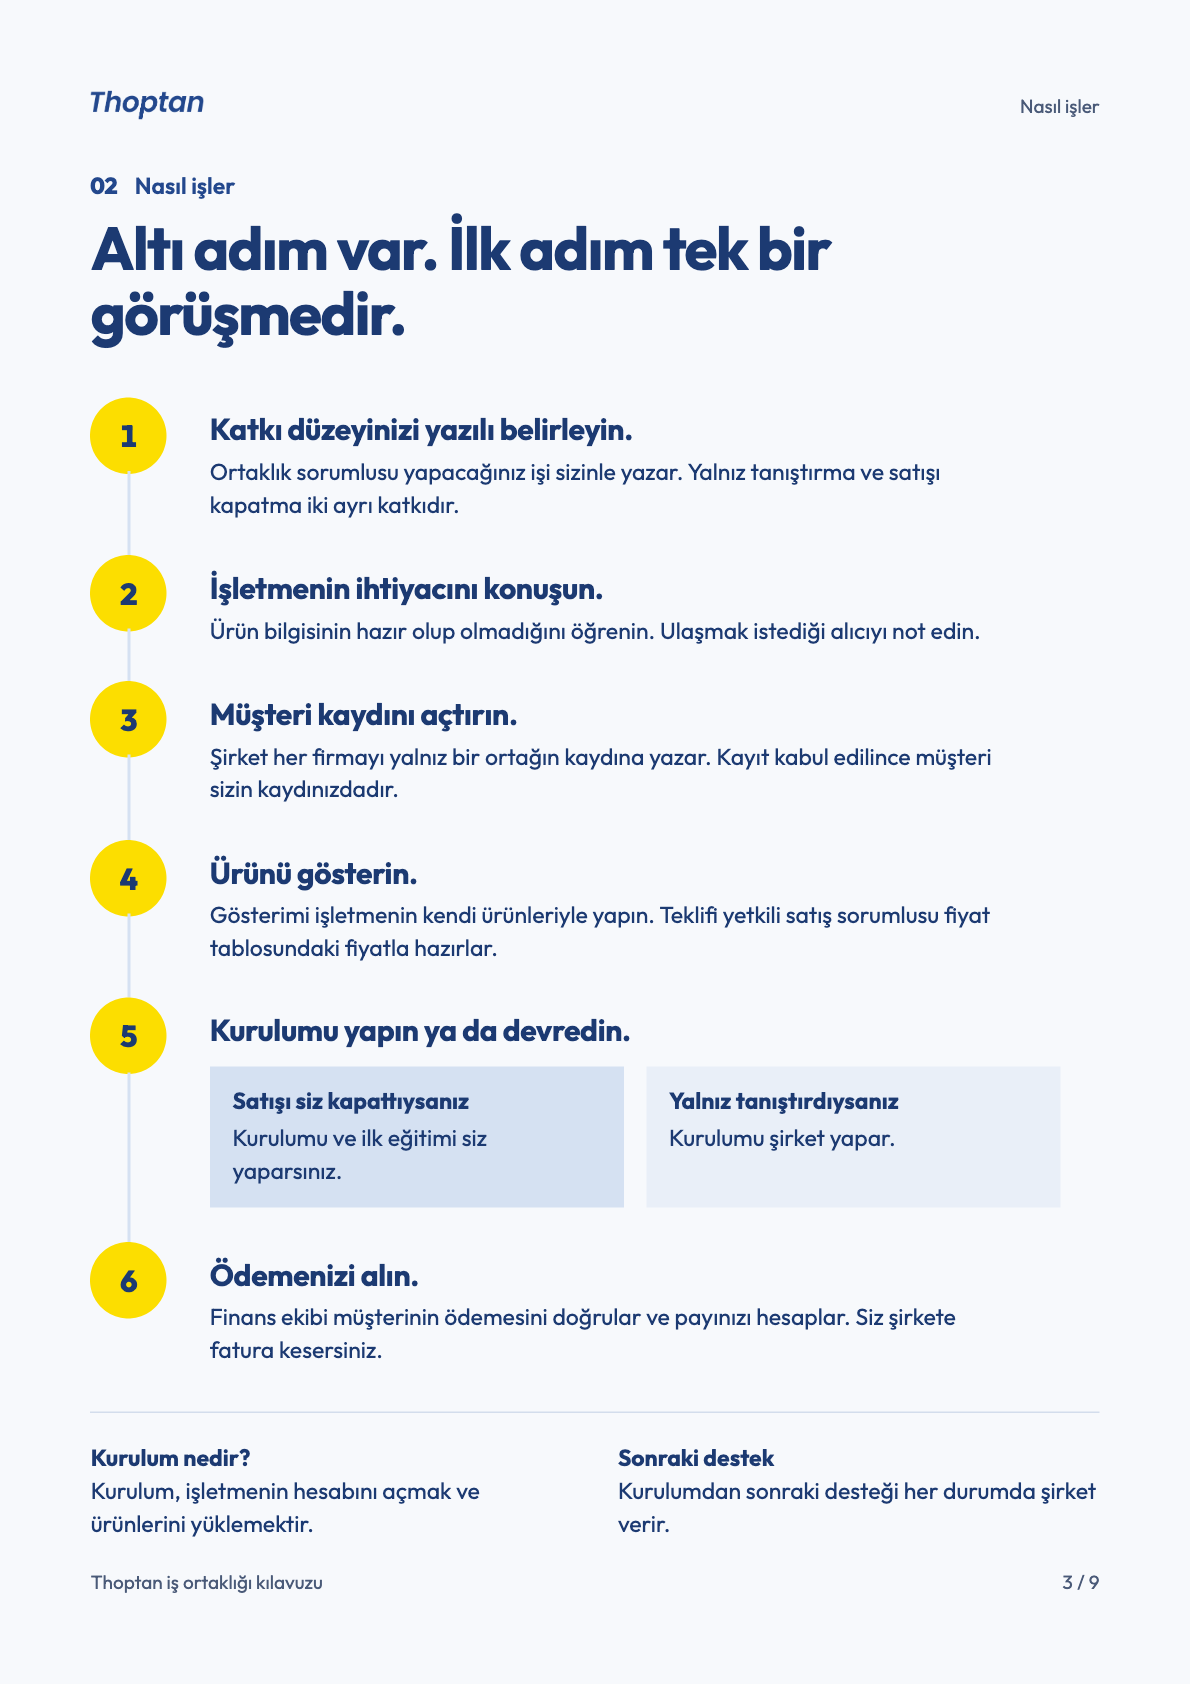 Thoptan
Nasıl işler
02 Nasıl işler
Altı adım var. İlk adım tek bir
görüşmedir.
1
Katkı düzeyinizi yazılı belirleyin.
Ortaklık sorumlusu yapacağınız işi sizinle yazar. Yalnız tanıştırma ve satışı
kapatma iki ayrı katkıdır.
2
İşletmenin ihtiyacını konuşun.
Ürün bilgisinin hazır olup olmadığını öğrenin. Ulaşmak istediği alıcıyı not edin.
3
Müşteri kaydını açtırın.
Şirket her firmayı yalnız bir ortağın kaydına yazar. Kayıt kabul edilince müşteri
sizin kaydınızdadır.
4
Ürünü gösterin.
Gösterimi işletmenin kendi ürünleriyle yapın. Teklifi yetkili satış sorumlusu fiyat
tablosundaki fiyatla hazırlar.
5
Kurulumu yapın ya da devredin.
Satışı siz kapattıysanız
Kurulumu ve ilk eğitimi siz
yaparsınız.
Yalnız tanıştırdıysanız
Kurulumu şirket yapar.
6
Ödemenizi alın.
Finans ekibi müşterinin ödemesini doğrular ve payınızı hesaplar. Siz şirkete
fatura kesersiniz.
Kurulum nedir?
Kurulum, işletmenin hesabını açmak ve
ürünlerini yüklemektir.
Sonraki destek
Kurulumdan sonraki desteği her durumda şirket
verir.
Thoptan iş ortaklığı kılavuzu
3 / 9